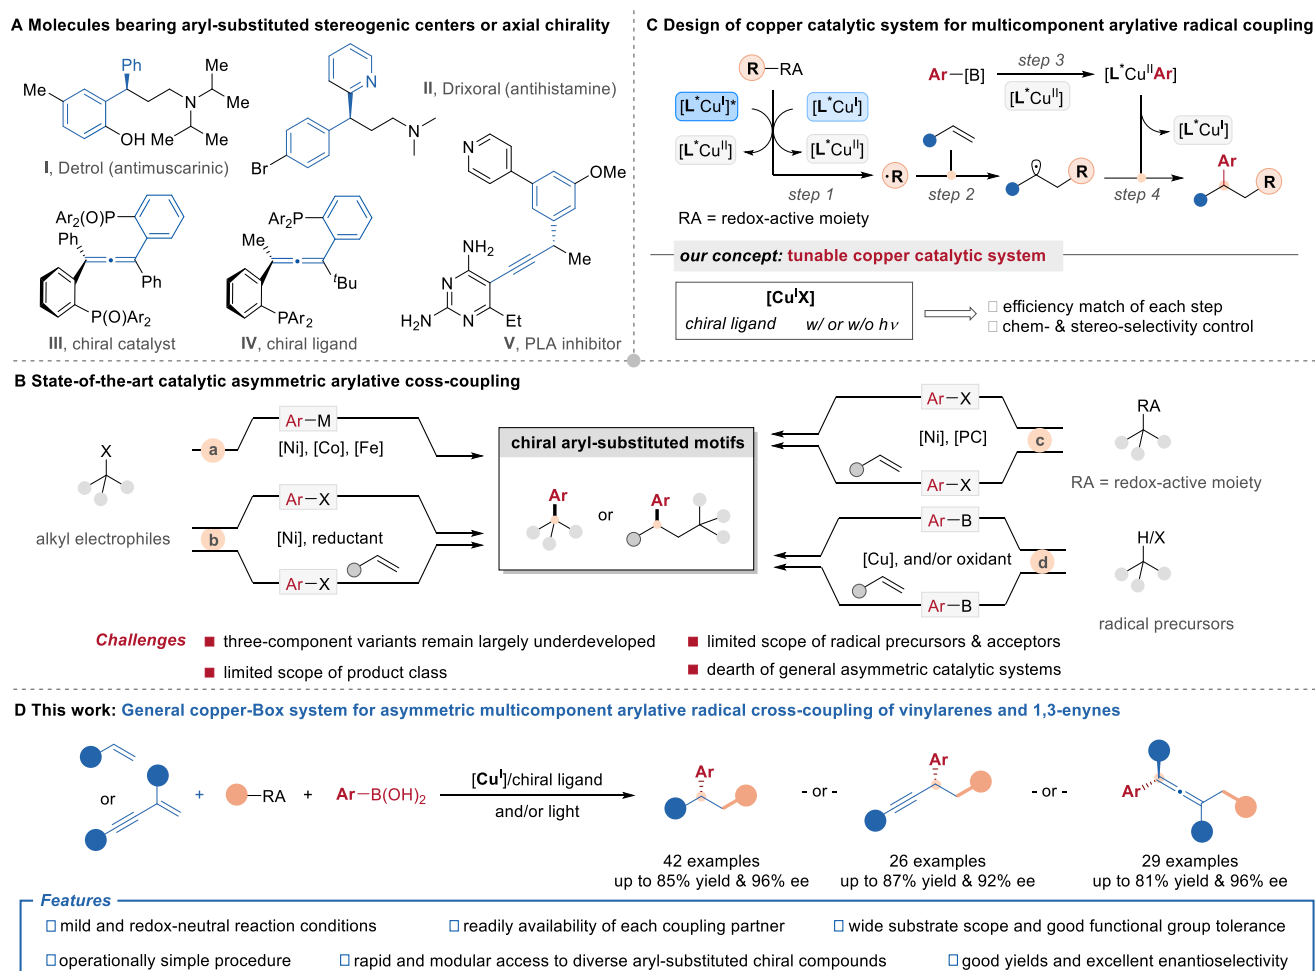 A Molecules bearing aryl-substituted stereogenic centers or axial chirality
Ph
Me
OH
N
Me
Me
Me
Me
I, Detrol (antimuscarinic)
N
II, Drixoral (antihistamine)
N
Br
Ar2(O)P
Ph
Ph
P(O)Ar2
III, chiral catalyst
Ar2P
Me
tBu
PAr2
IV, chiral ligand
N
OMe
NH2
N
N
H2N
Me
Et
V, PLA inhibitor
C Design of copper catalytic system for multicomponent arylative radical coupling
R—RA
[L*CuI]*
[L*CuI]
[L*CuII]
[L*CuII]
step 1
RA = redox-active moiety
·R
step 2
Ar—[B]
step 3
[L*CuII]
[L*CuIIAr]
[L*CuI]
R
step 4
Ar
R
our concept: tunable copper catalytic system
[CuIX]
chiral ligand w/ or w/o hν
efficiency match of each step
chem- & stereo-selectivity control
B State-of-the-art catalytic asymmetric arylative coss-coupling
X
alkyl electrophiles
a
Ar—M
[Ni], [Co], [Fe]
b
Ar—X
[Ni], reductant
Ar—X
chiral aryl-substituted motifs
Ar
or
Ar
Ar—X
[Ni], [PC]
c
Ar—X
RA
RA = redox-active moiety
Ar—B
[Cu], and/or oxidant
d
Ar—B
H/X
radical precursors
Challenges
three-component variants remain largely underdeveloped
limited scope of radical precursors & acceptors
limited scope of product class
dearth of general asymmetric catalytic systems
D This work: General copper-Box system for asymmetric multicomponent arylative radical cross-coupling of vinylarenes and 1,3-enynes
or
+
RA
+
Ar—B(OH)2
[CuI]/chiral ligand
and/or light
Ar
- or -
Ar
- or -
Ar
42 examples
up to 85% yield & 96% ee
26 examples
up to 87% yield & 92% ee
29 examples
up to 81% yield & 96% ee
Features
mild and redox-neutral reaction conditions
readily availability of each coupling partner
wide substrate scope and good functional group tolerance
operationally simple procedure
rapid and modular access to diverse aryl-substituted chiral compounds
good yields and excellent enantioselectivity